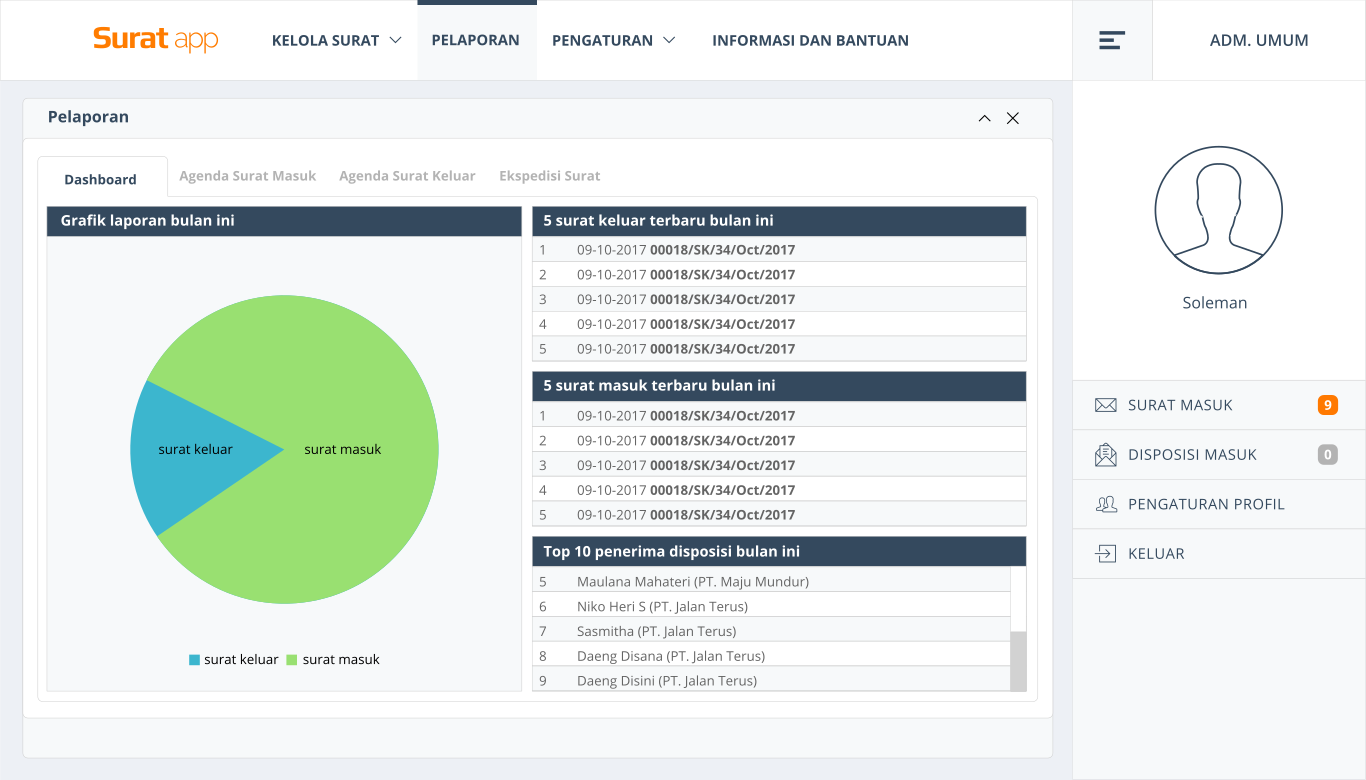 Surat app
KELOLA SURAT
PELAPORAN
PENGATURAN
INFORMASI DAN BANTUAN
ADM. UMUM
Pelaporan
Dashboard
Agenda Surat Masuk
Agenda Surat Keluar
Ekspedisi Surat
Grafik laporan bulan ini
surat keluar
surat masuk
surat keluar
surat masuk
5 surat keluar terbaru bulan ini
1 09-10-2017 00018/SK/34/Oct/2017
2 09-10-2017 00018/SK/34/Oct/2017
3 09-10-2017 00018/SK/34/Oct/2017
4 09-10-2017 00018/SK/34/Oct/2017
5 09-10-2017 00018/SK/34/Oct/2017
5 surat masuk terbaru bulan ini
1 09-10-2017 00018/SK/34/Oct/2017
2 09-10-2017 00018/SK/34/Oct/2017
3 09-10-2017 00018/SK/34/Oct/2017
4 09-10-2017 00018/SK/34/Oct/2017
5 09-10-2017 00018/SK/34/Oct/2017
Top 10 penerima disposisi bulan ini
5 Maulana Mahateri (PT. Maju Mundur)
6 Niko Heri S (PT. Jalan Terus)
7 Sasmitha (PT. Jalan Terus)
8 Daeng Disana (PT. Jalan Terus)
9 Daeng Disini (PT. Jalan Terus)
Soleman
SURAT MASUK 9
DISPOSISI MASUK 0
PENGATURAN PROFIL
KELUAR